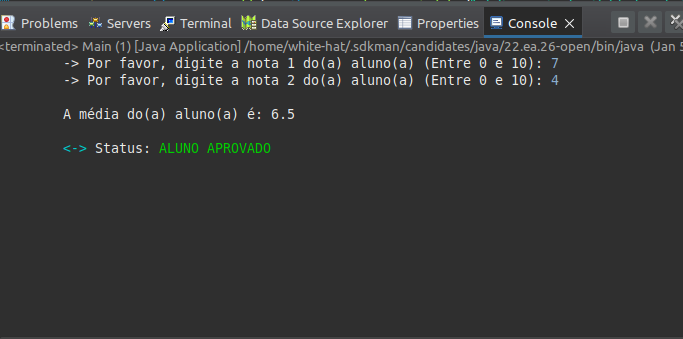 Problems Servers Terminal Data Source Explorer Properties Console
<terminated> Main (1) [Java Application] /home/white-hat/.sdkman/candidates/java/22.ea.26-open/bin/java (Jan 5
-> Por favor, digite a nota 1 do(a) aluno(a) (Entre 0 e 10): 7
-> Por favor, digite a nota 2 do(a) aluno(a) (Entre 0 e 10): 4
A média do(a) aluno(a) é: 6.5
<-> Status: ALUNO APROVADO